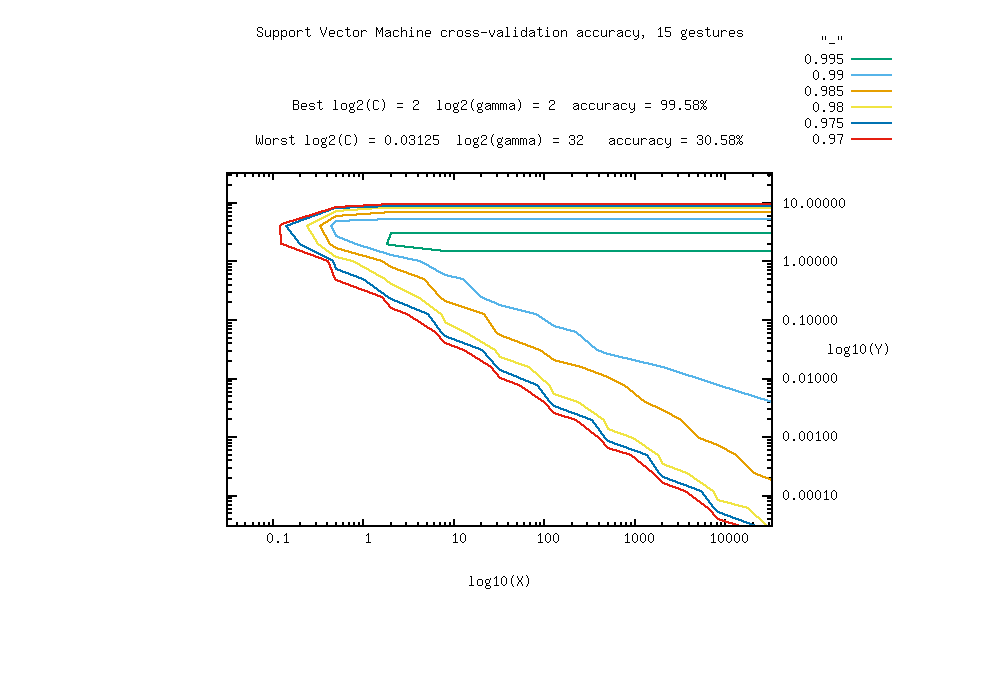 Support Vector Machine cross-validation accuracy, 15 gestures
"_"
0.995
0.99
0.985
0.98
0.975
0.97
Best log2(C) = 2  log2(gamma) = 2  accuracy = 99.58%
Worst log2(C) = 0.03125  log2(gamma) = 32   accuracy = 30.58%
10.00000
1.00000
0.10000
log10(Y)
0.01000
0.00100
0.00010
0.1 1 10 100 1000 10000
log10(X)